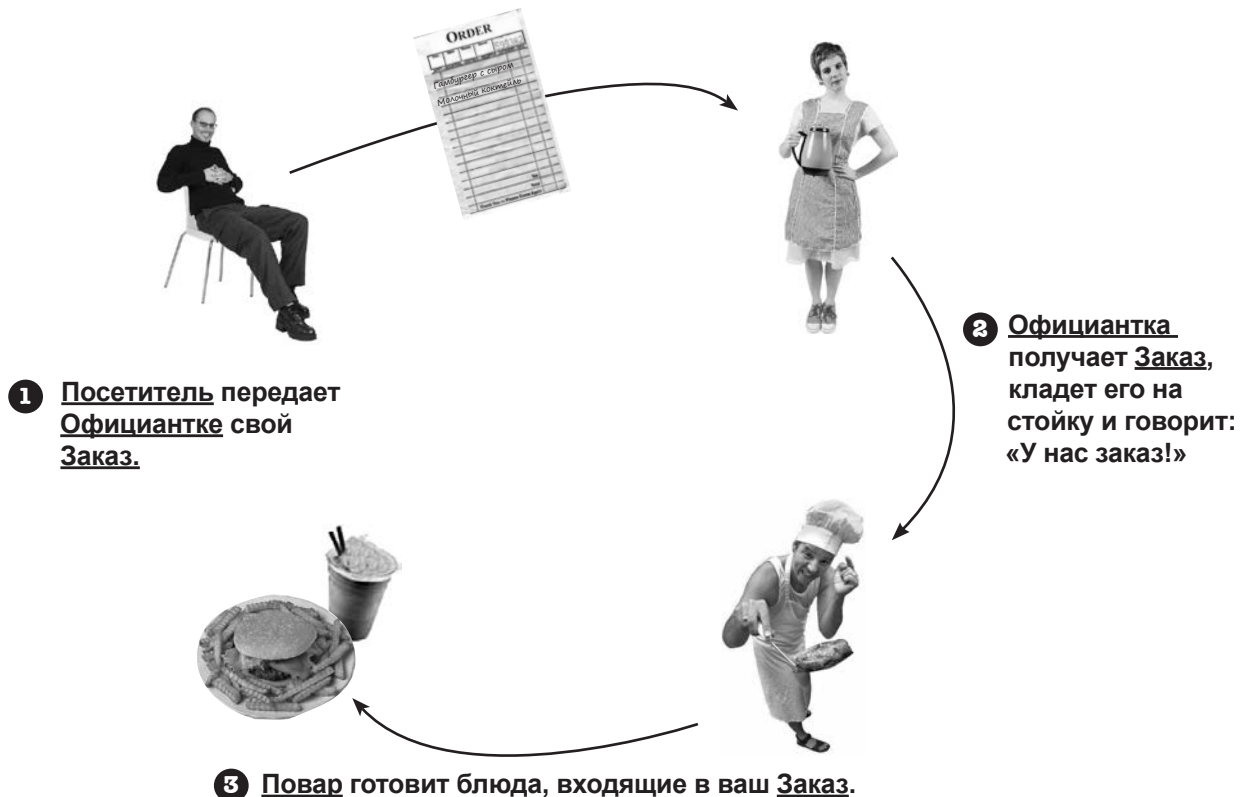 ORDER
Гамбургер с сыром
Молочный коктейль
1 Посетитель передает
Официантке свой
Заказ.
2 Официантка
получает Заказ,
кладет его на
стойку и говорит:
«У нас заказ!»
3 Повар готовит блюда, входящие в ваш Заказ.